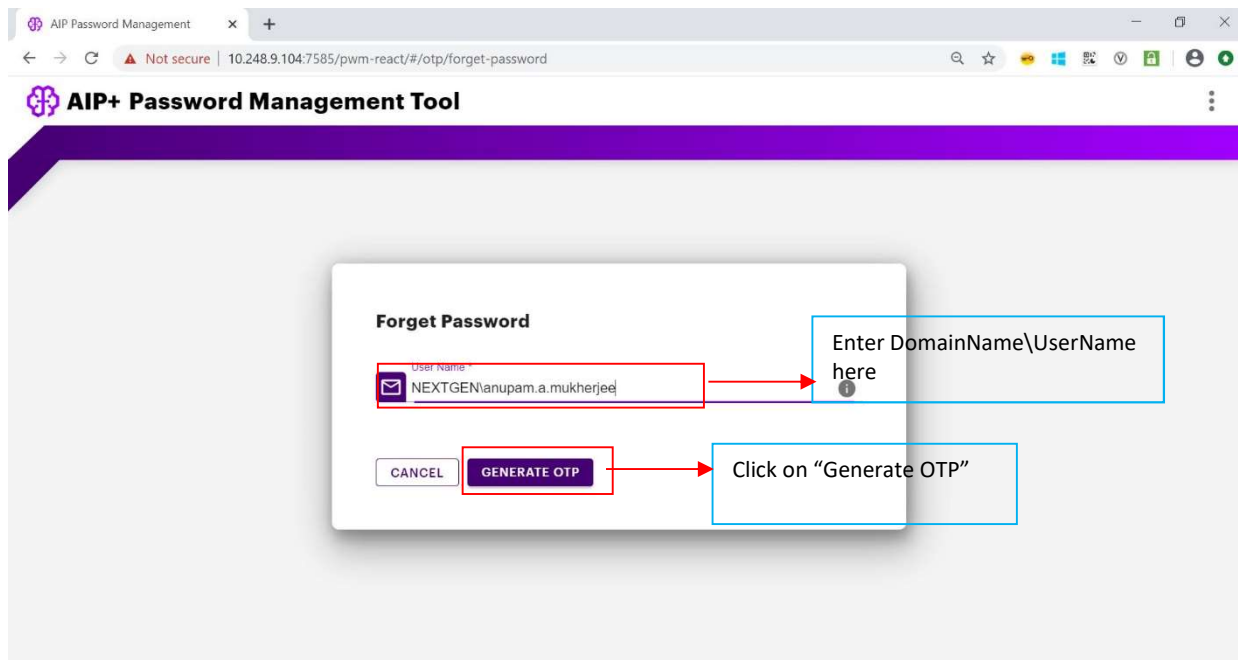 AIP Password Management
Not secure | 10.248.9.104:7585/pwm-react/#/otp/forget-password
AIP+ Password Management Tool
Forget Password
User Name *
NEXTGEN\anupam.a.mukherjee
Enter DomainName\UserName
here
CANCEL
GENERATE OTP
Click on “Generate OTP”